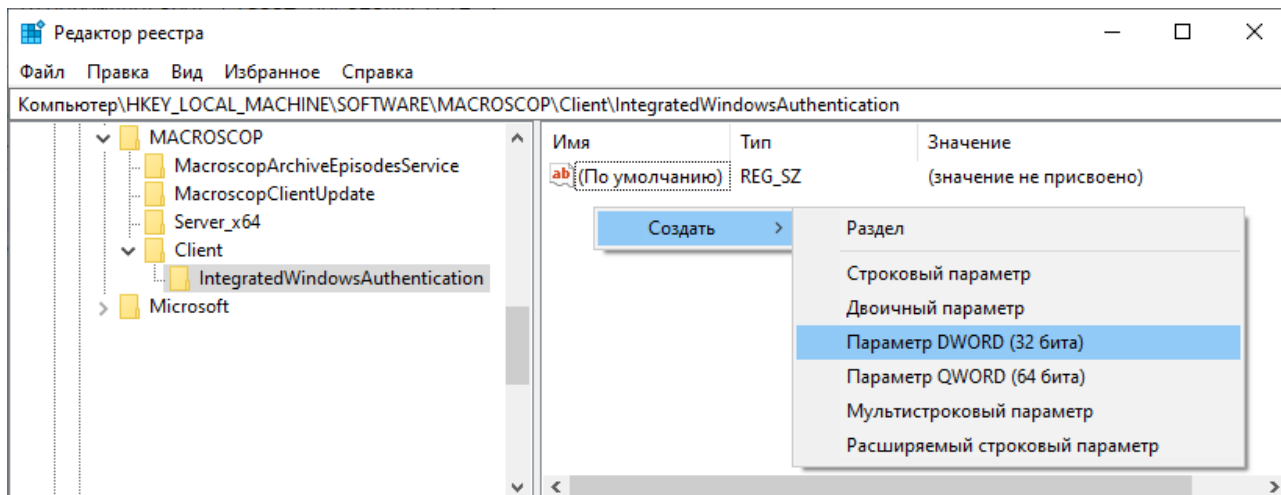 Редактор реестра
Файл Правка Вид Избранное Справка
Компьютер\HKEY_LOCAL_MACHINE\SOFTWARE\MACROSCOP\Client\IntegratedWindowsAuthentication
MACROSCOP
MacroscopArchiveEpisodesService
MacroscopClientUpdate
Server_x64
Client
IntegratedWindowsAuthentication
Microsoft
Имя Тип Значение
ab (По умолчанию) REG_SZ (значение не присвоено)
Создать
Раздел
Строковый параметр
Двоичный параметр
Параметр DWORD (32 бита)
Параметр QWORD (64 бита)
Мультистроковый параметр
Расширяемый строковый параметр